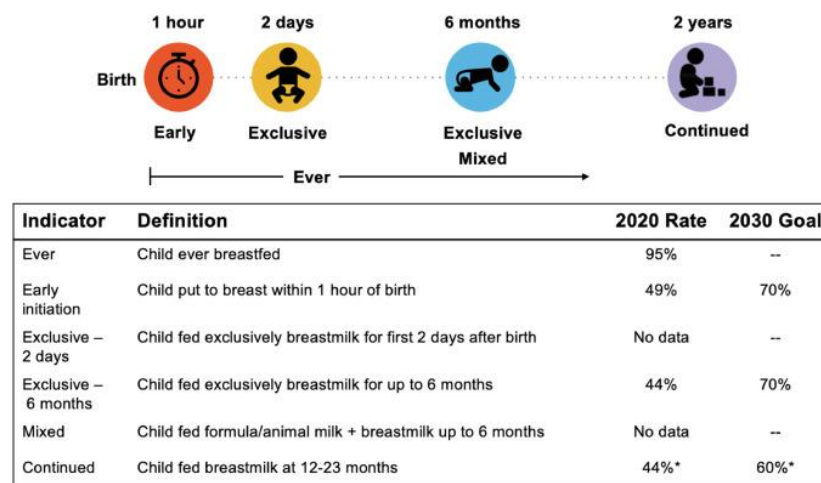 1 hour 2 days 6 months 2 years
Birth
Early Exclusive Exclusive Continued
Mixed
Ever
Indicator Definition 2020 Rate 2030 Goal
Ever Child ever breastfed 95% --
Early Child put to breast within 1 hour of birth 49% 70%
initiation
Exclusive – Child fed exclusively breastmilk for first 2 days after birth No data --
2 days
Exclusive – Child fed exclusively breastmilk for up to 6 months 44% 70%
6 months
Mixed Child fed formula/animal milk + breastmilk up to 6 months No data --
Continued Child fed breastmilk at 12-23 months 44%* 60%*